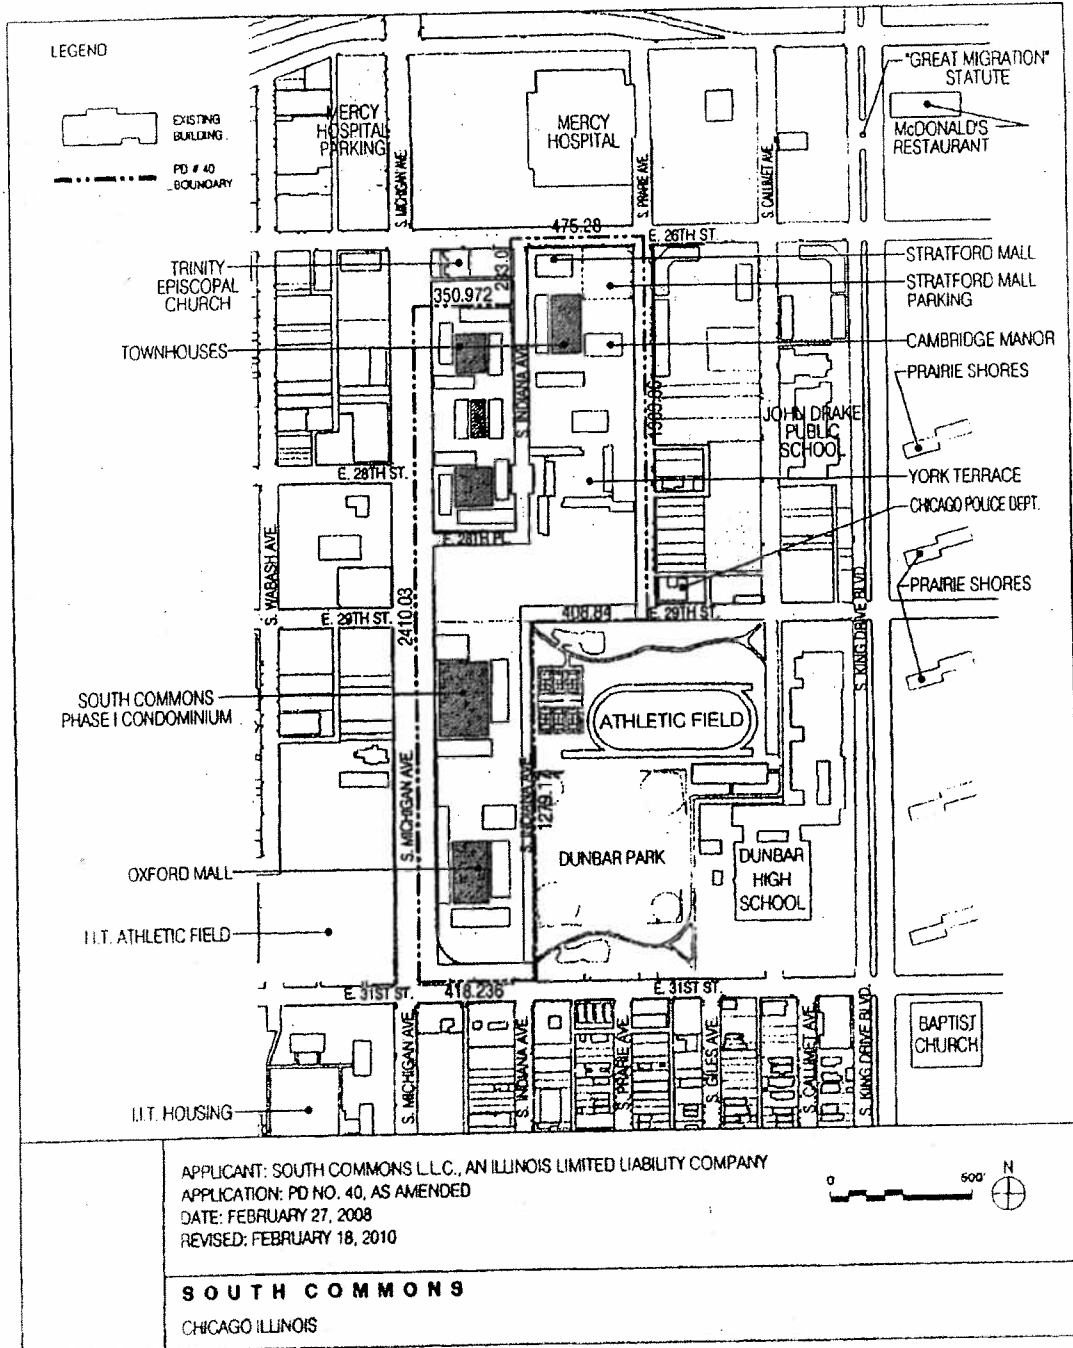 LEGEND
EXISTING
BUILDING
PD # 40
BOUNDARY
MERCY
HOSPITAL
PARKING
MERCY
HOSPITAL
"GREAT MIGRATION"
STATUTE
McDONALD'S
RESTAURANT
S. MICHIGAN AVE.
S. PRARIE AVE.
S. CALLUMET AVE.
475.28
E. 26TH ST.
TRINITY
EPISCOPAL
CHURCH
350.972
STRATFORD MALL
STRATFORD MALL
PARKING
TOWNHOUSES
S. INDIANA AVE.
CAMBRIDGE MANOR
PRAIRIE SHORES
JOHN DRAKE
PUBLIC
SCHOOL
E. 28TH ST.
YORK TERRACE
CHICAGO POLICE DEPT.
E. 28TH PL.
S. WABASH AVE.
PRAIRIE SHORES
E. 29TH ST.
2410.03
408.84
E. 29TH ST.
S. KING DRIVE BLVD.
SOUTH COMMONS
PHASE I CONDOMINIUM
ATHLETIC FIELD
S. MICHIGAN AVE.
S. INDIANA AVE.
1279.17
OXFORD MALL
DUNBAR PARK
DUNBAR
HIGH
SCHOOL
I.I.T. ATHLETIC FIELD
E. 31ST ST.
418.236
E. 31ST ST.
S. MICHIGAN AVE.
S. INDIANA AVE.
S. PRARIE AVE.
S. GILES AVE.
S. CALLUMET AVE.
S. KING DRIVE BLVD.
BAPTIST
CHURCH
I.I.T. HOUSING
APPLICANT: SOUTH COMMONS L.L.C., AN ILLINOIS LIMITED LIABILITY COMPANY
APPLICATION: PD NO. 40, AS AMENDED
DATE: FEBRUARY 27, 2008
REVISED: FEBRUARY 18, 2010
0 500'
N
SOUTH COMMONS
CHICAGO ILLINOIS